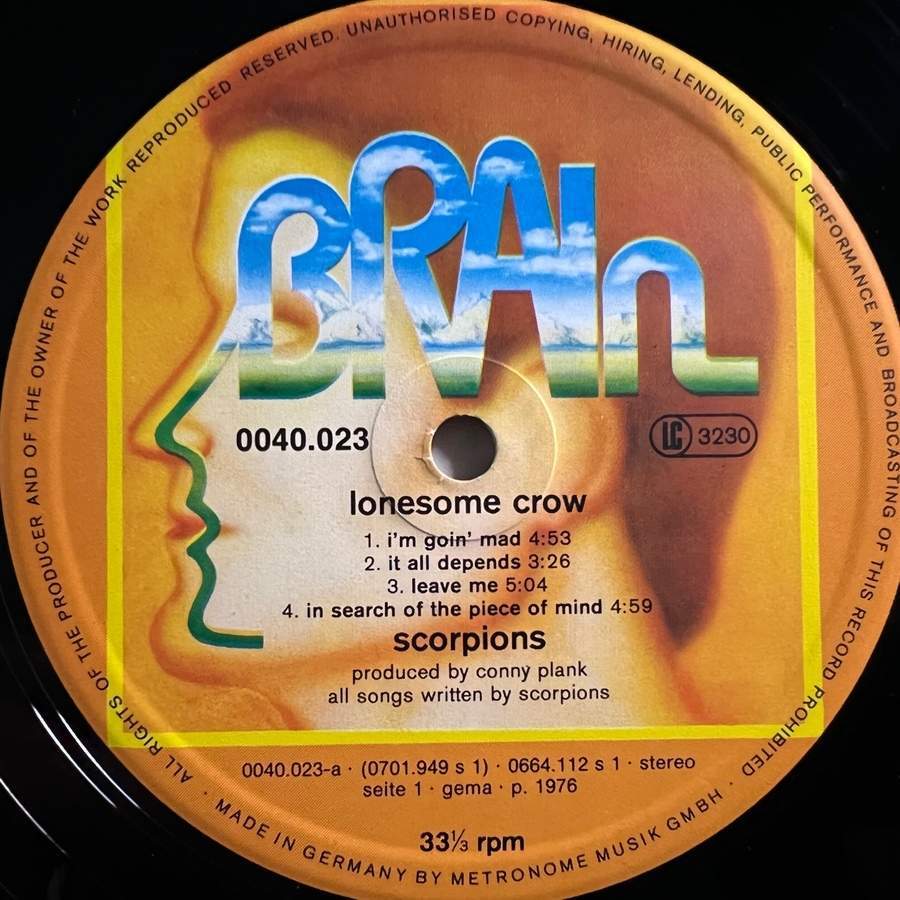 ALL RIGHTS OF THE PRODUCER AND OF THE OWNER OF THE WORK REPRODUCED RESERVED. UNAUTHORISED COPYING, HIRING, LENDING, PUBLIC PERFORMANCE AND BROADCASTING OF THIS RECORD PROHIBITED ·
BRAIn
0040.023
LC 3230
lonesome crow
1. i'm goin' mad 4:53
2. it all depends 3:26
3. leave me 5:04
4. in search of the piece of mind 4:59
scorpions
produced by conny plank
all songs written by scorpions
0040.023-a · (0701.949 s 1) · 0664.112 s 1 · stereo
seite 1 · gema · p. 1976
33⅓ rpm
· MADE IN GERMANY BY METRONOME MUSIK GMBH ·